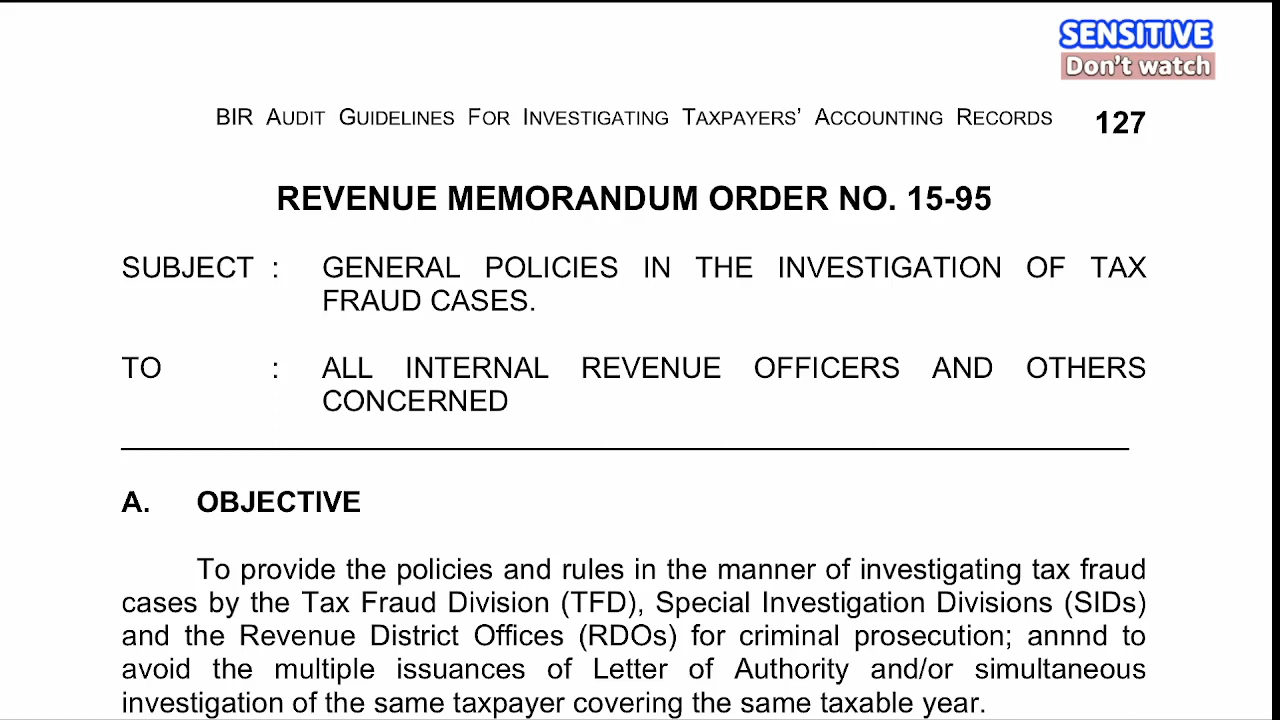 SENSITIVE
Don't watch
BIR AUDIT GUIDELINES FOR INVESTIGATING TAXPAYERS' ACCOUNTING RECORDS 127
REVENUE MEMORANDUM ORDER NO. 15-95
SUBJECT : GENERAL POLICIES IN THE INVESTIGATION OF TAX
FRAUD CASES.
TO : ALL INTERNAL REVENUE OFFICERS AND OTHERS
CONCERNED
A. OBJECTIVE
To provide the policies and rules in the manner of investigating tax fraud
cases by the Tax Fraud Division (TFD), Special Investigation Divisions (SIDs)
and the Revenue District Offices (RDOs) for criminal prosecution; annnd to
avoid the multiple issuances of Letter of Authority and/or simultaneous
investigation of the same taxpayer covering the same taxable year.